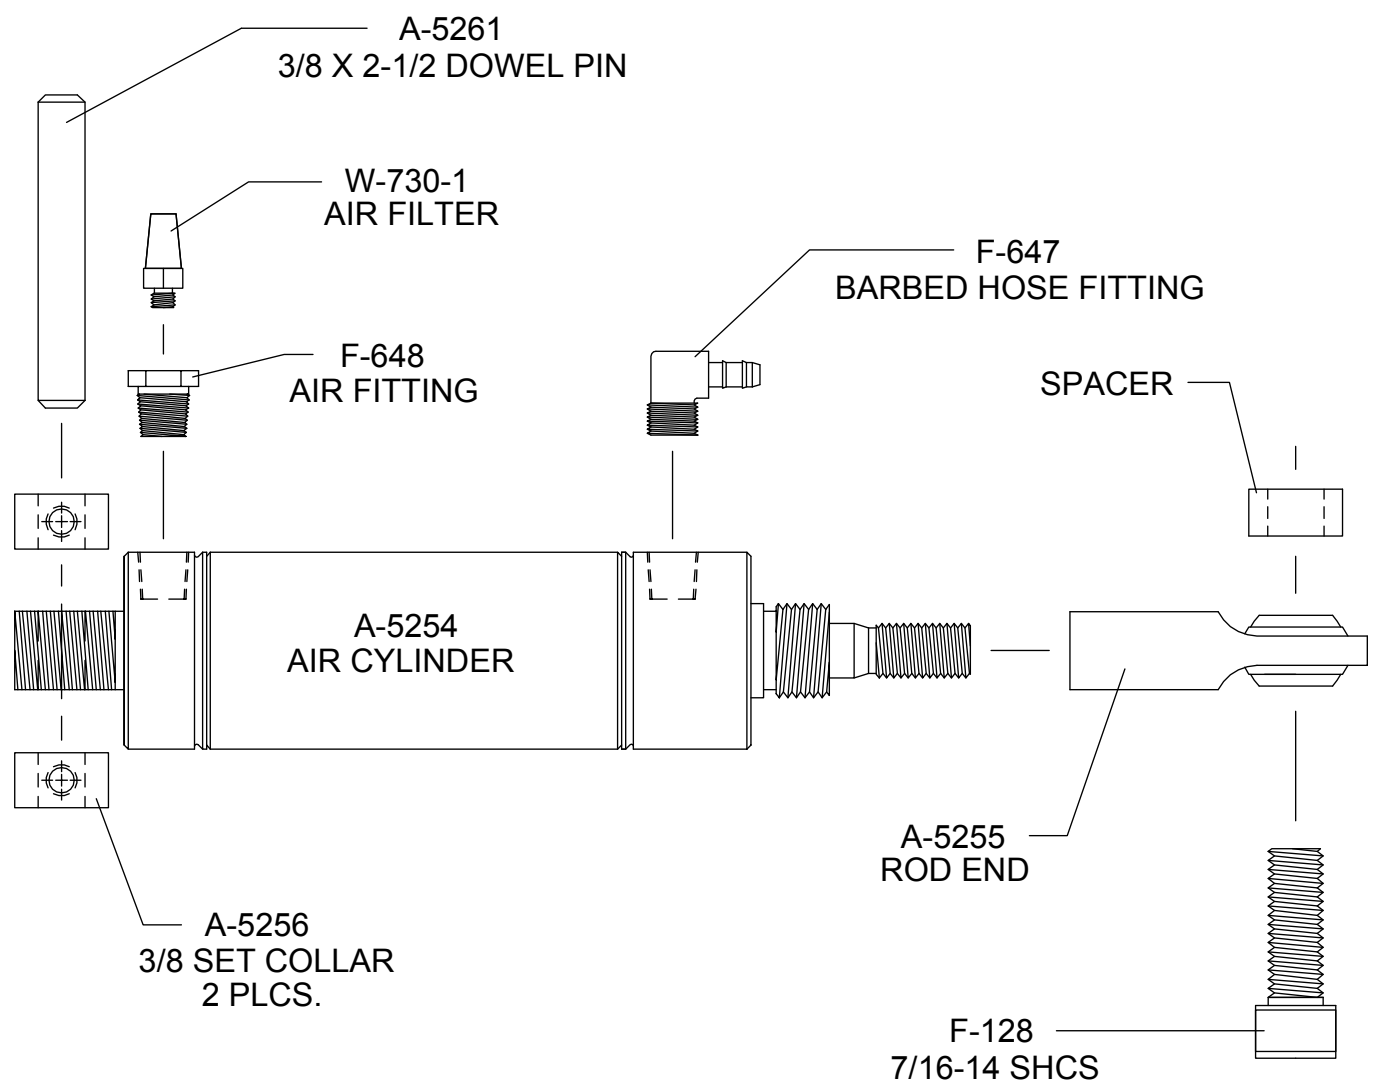 A-5261
3/8 X 2-1/2 DOWEL PIN
W-730-1
AIR FILTER
F-647
BARBED HOSE FITTING
F-648
AIR FITTING
SPACER
A-5254
AIR CYLINDER
A-5255
ROD END
A-5256
3/8 SET COLLAR
2 PLCS.
F-128
7/16-14 SHCS